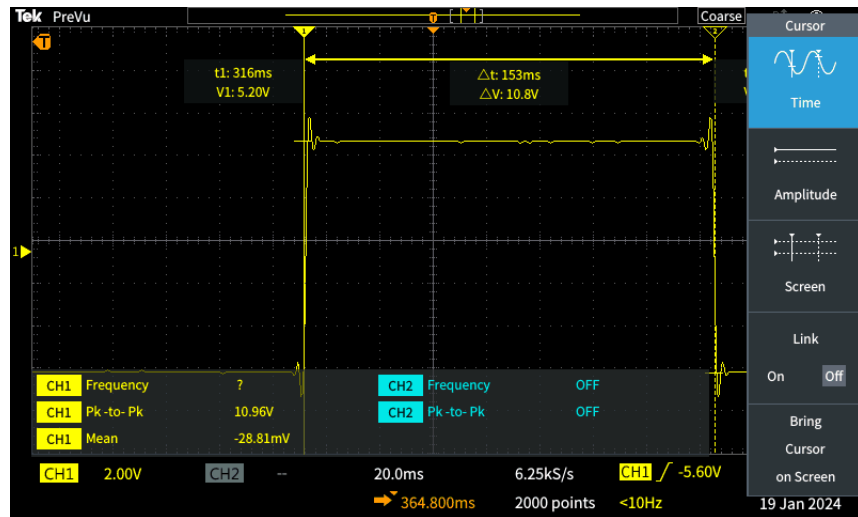 Tek PreVu
T
[ T ]
Coarse
Cursor
T
1
2
t1: 316ms
V1: 5.20V
△t: 153ms
△V: 10.8V
Time
Amplitude
1
Screen
Link
On Off
CH1 Frequency ?
CH2 Frequency OFF
CH1 Pk -to- Pk 10.96V
CH2 Pk -to- Pk OFF
CH1 Mean -28.81mV
Bring
Cursor
on Screen
CH1 2.00V CH2 -- 20.0ms 6.25kS/s CH1 -5.60V
364.800ms 2000 points <10Hz 19 Jan 2024